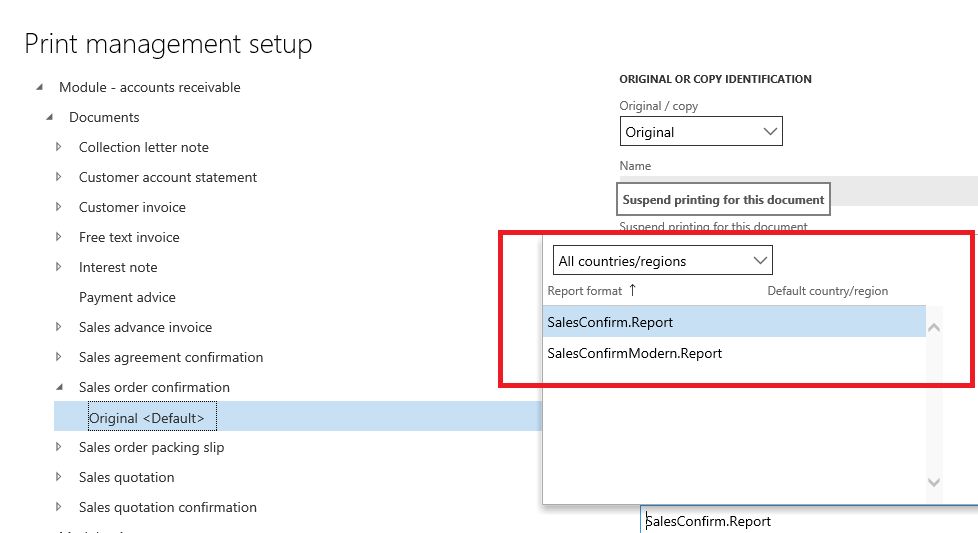 Print management setup
Module - accounts receivable
Documents
Collection letter note
Customer account statement
Customer invoice
Free text invoice
Interest note
Payment advice
Sales advance invoice
Sales agreement confirmation
Sales order confirmation
Original <Default>
Sales order packing slip
Sales quotation
Sales quotation confirmation
ORIGINAL OR COPY IDENTIFICATION
Original / copy
Original
Name
Suspend printing for this document
Suspend printing for this document
All countries/regions
Report format ↑ Default country/region
SalesConfirm.Report
SalesConfirmModern.Report
SalesConfirm.Report